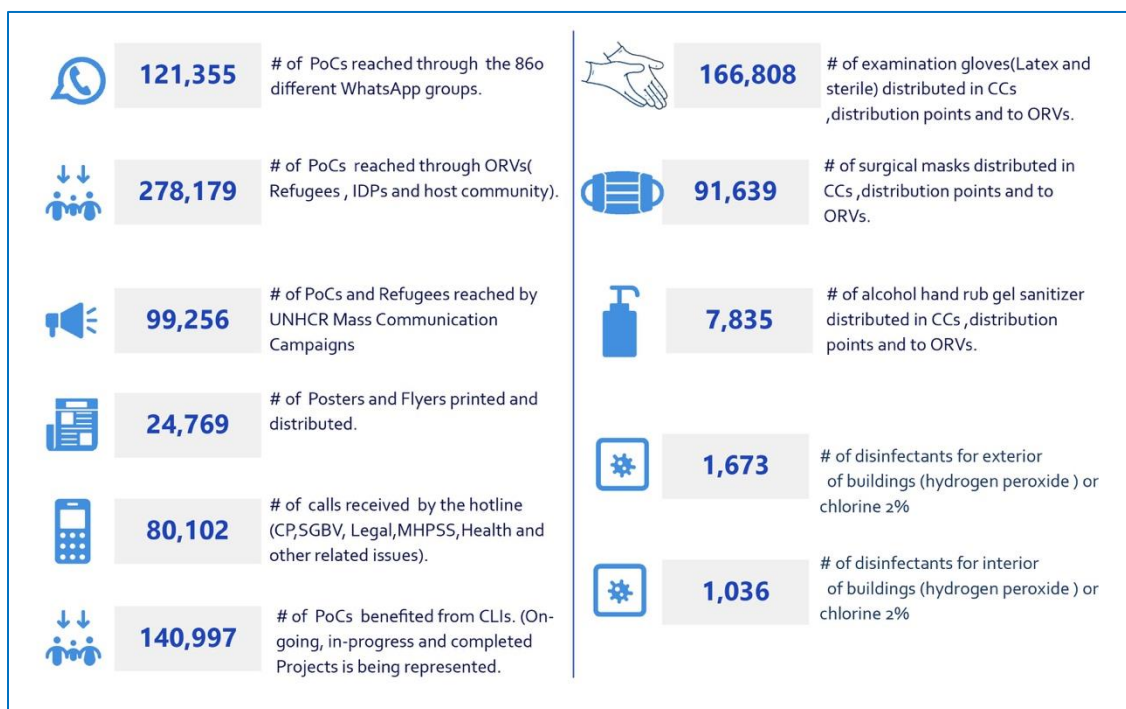 121,355
# of PoCs reached through the 86o
different WhatsApp groups.
278,179
# of PoCs reached through ORVs(
Refugees , IDPs and host community).
99,256
# of PoCs and Refugees reached by
UNHCR Mass Communication
Campaigns
24,769
# of Posters and Flyers printed and
distributed.
80,102
# of calls received by the hotline
(CP,SGBV, Legal,MHPSS,Health and
other related issues).
140,997
# of PoCs benefited from CLIs. (On-
going, in-progress and completed
Projects is being represented.
166,808
# of examination gloves(Latex and
sterile) distributed in CCs
,distribution points and to ORVs.
91,639
# of surgical masks distributed in
CCs ,distribution points and to
ORVs.
7,835
# of alcohol hand rub gel sanitizer
distributed in CCs ,distribution
points and to ORVs.
1,673
# of disinfectants for exterior
of buildings (hydrogen peroxide ) or
chlorine 2%
1,036
# of disinfectants for interior
of buildings (hydrogen peroxide ) or
chlorine 2%